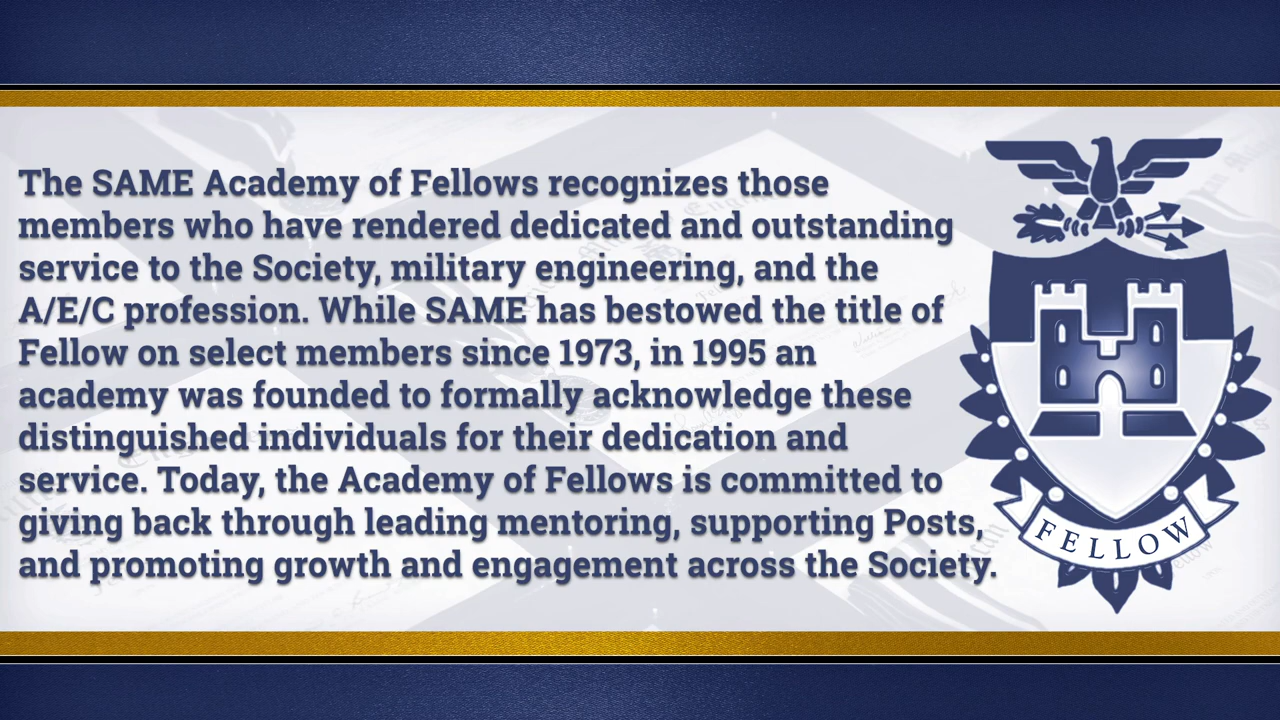 The SAME Academy of Fellows recognizes those
members who have rendered dedicated and outstanding
service to the Society, military engineering, and the
A/E/C profession. While SAME has bestowed the title of
Fellow on select members since 1973, in 1995 an
academy was founded to formally acknowledge these
distinguished individuals for their dedication and
service. Today, the Academy of Fellows is committed to
giving back through leading mentoring, supporting Posts,
and promoting growth and engagement across the Society.
FELLOW